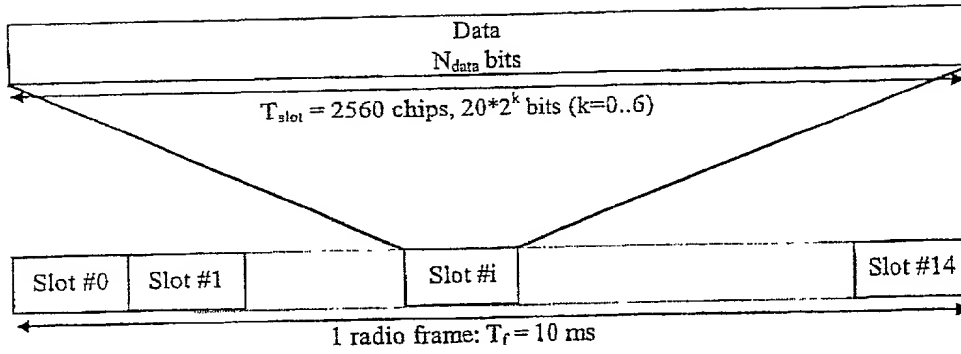 Data
N_data bits
T_slot = 2560 chips, 20*2^k bits (k=0..6)
Slot #0 Slot #1 Slot #i Slot #14
1 radio frame: T_f = 10 ms